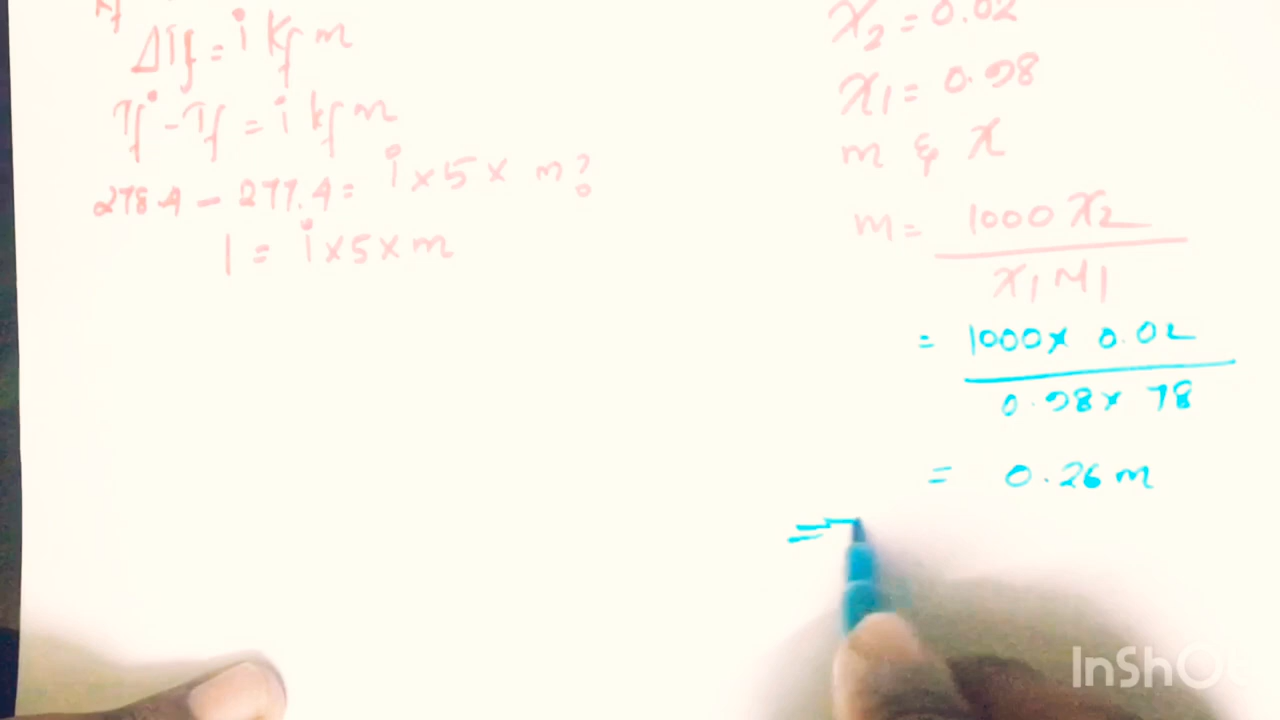 Kf
ΔTf = i Kf m
Tf° - Tf = i Kf m
278.4 - 277.4 = i × 5 × m?
1 = i × 5 × m
x2 = 0.02
x1 = 0.98
m & x
m = 1000 x2
x1 M1
= 1000 × 0.02
0.98 × 78
= 0.26 m
=
InShOt